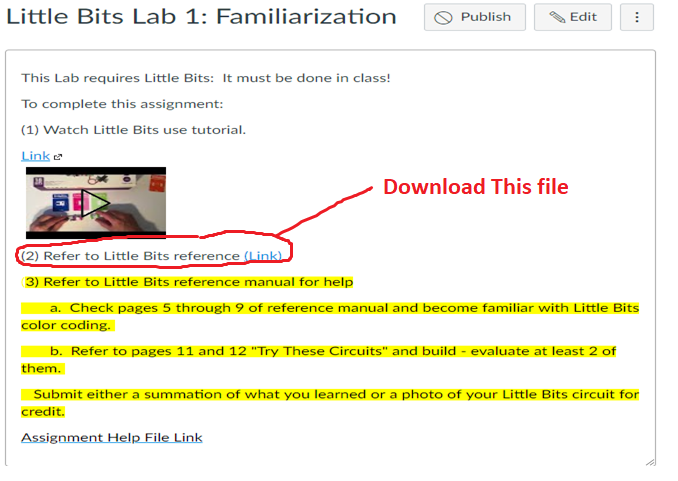 Little Bits Lab 1: Familiarization
Publish
Edit
This Lab requires Little Bits:  It must be done in class!
To complete this assignment:
(1) Watch Little Bits use tutorial.
Link
Download This file
(2) Refer to Little Bits reference (Link)
3) Refer to Little Bits reference manual for help
a.  Check pages 5 through 9 of reference manual and become familiar with Little Bits
color coding.
b.  Refer to pages 11 and 12 "Try These Circuits" and build - evaluate at least 2 of
them.
Submit either a summation of what you learned or a photo of your Little Bits circuit for
credit.
Assignment Help File Link